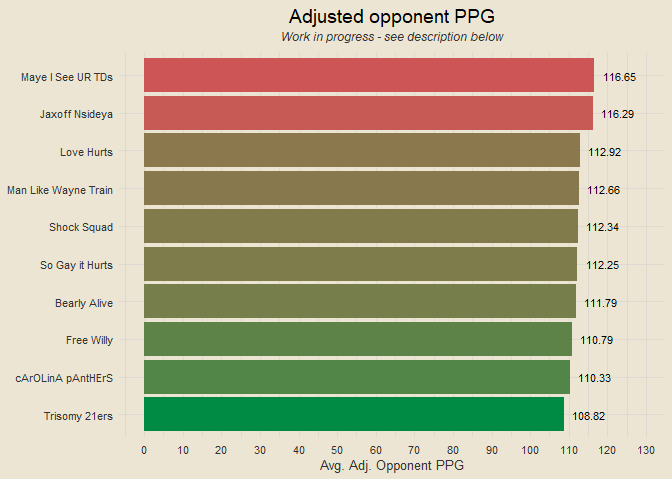 Adjusted opponent PPG
Work in progress - see description below
Maye I See UR TDs 116.65
Jaxoff Nsideya 116.29
Love Hurts 112.92
Man Like Wayne Train 112.66
Shock Squad 112.34
So Gay it Hurts 112.25
Bearly Alive 111.79
Free Willy 110.79
cArOLinA pAntHErS 110.33
Trisomy 21ers 108.82
0 10 20 30 40 50 60 70 80 90 100 110 120 130
Avg. Adj. Opponent PPG